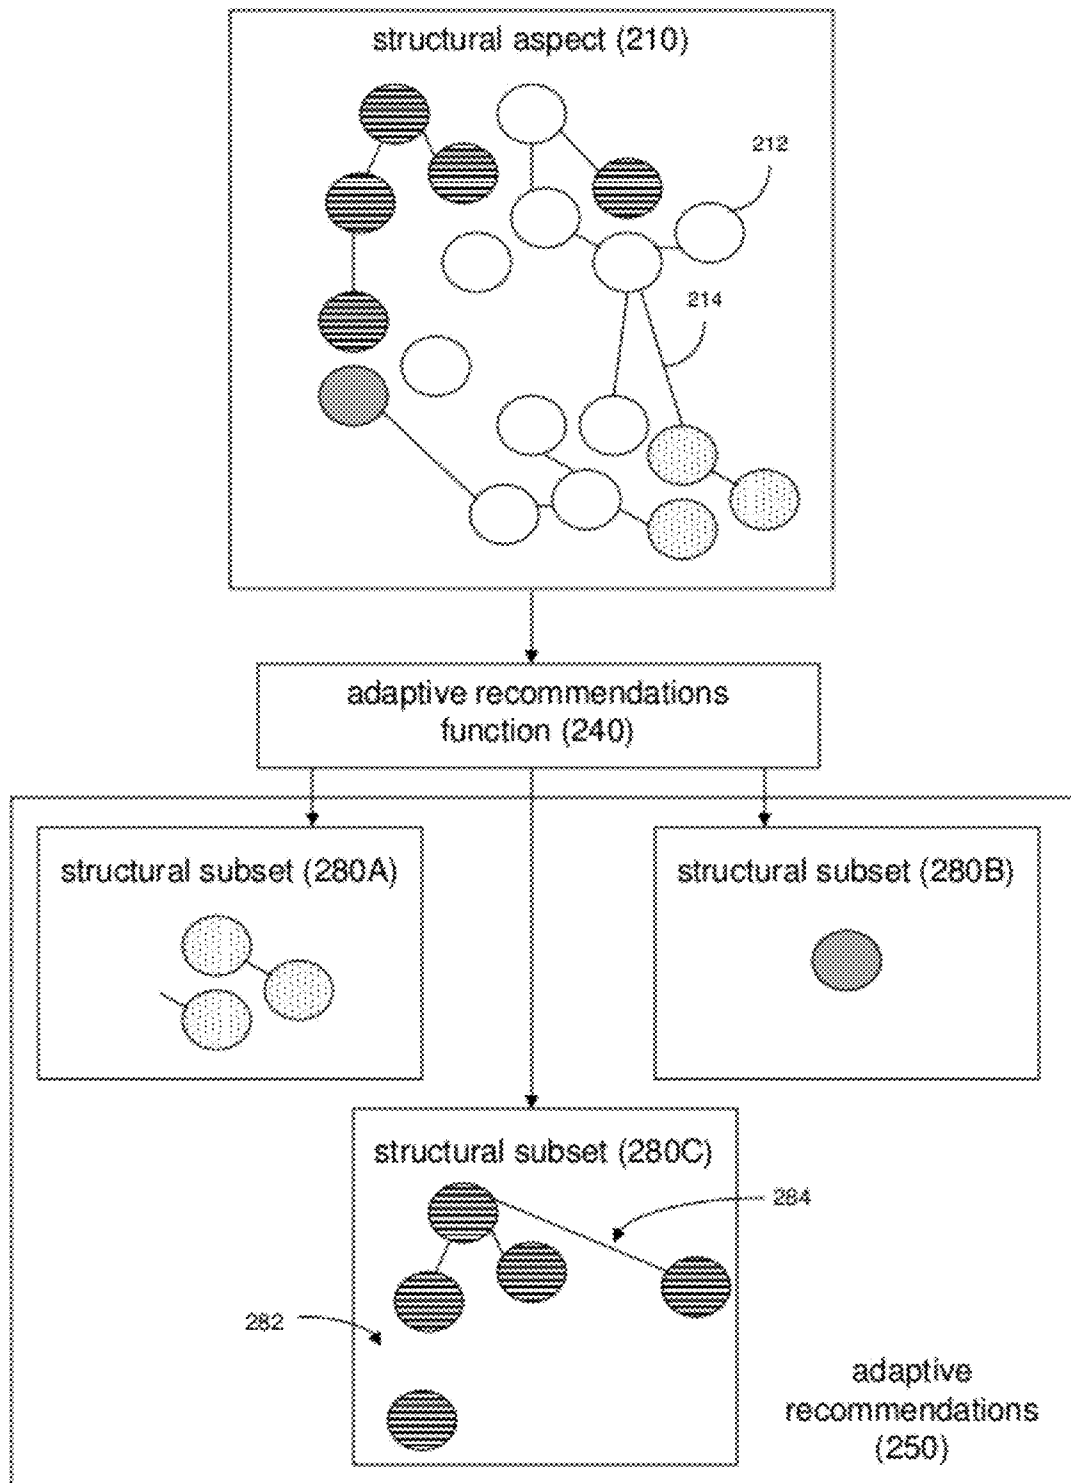 structural aspect (210)
212
214
adaptive recommendations
function (240)
structural subset (280A)
structural subset (280B)
structural subset (280C)
284
282
adaptive
recommendations
(250)